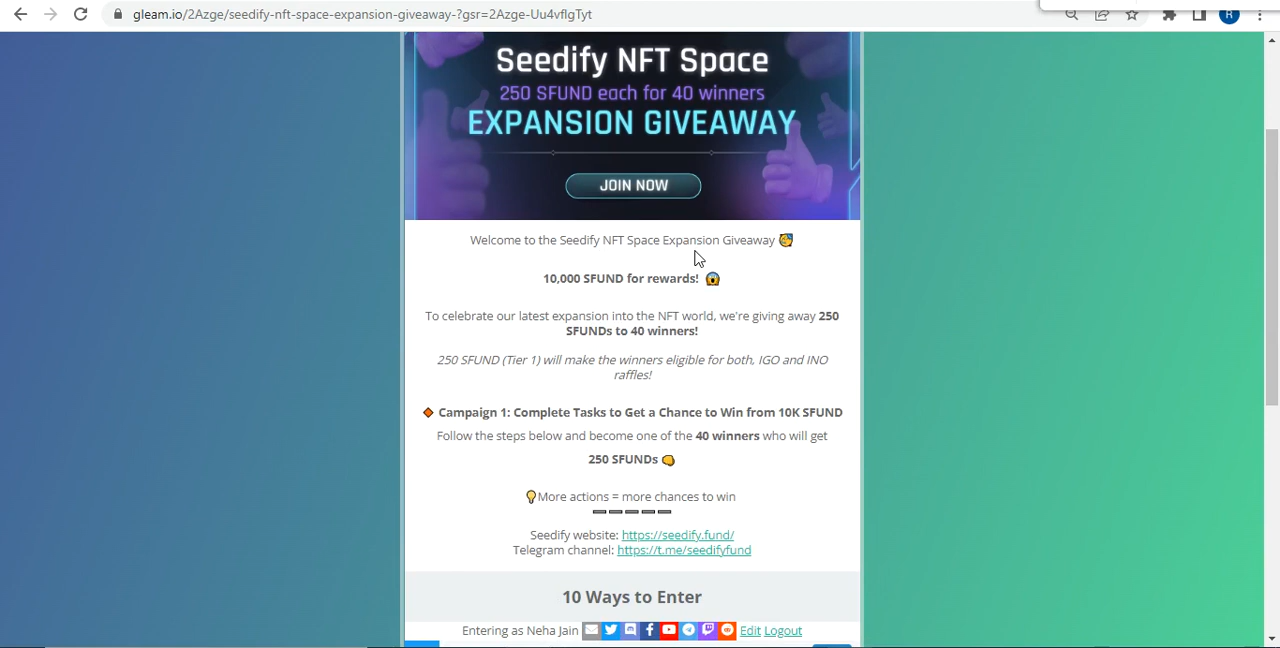 gleam.io/2Azge/seedify-nft-space-expansion-giveaway-?gsr=2Azge-Uu4vflgTyt
R
Seedify NFT Space
250 SFUND each for 40 winners
EXPANSION GIVEAWAY
JOIN NOW
Welcome to the Seedify NFT Space Expansion Giveaway
10,000 SFUND for rewards!
To celebrate our latest expansion into the NFT world, we're giving away 250
SFUNDs to 40 winners!
250 SFUND (Tier 1) will make the winners eligible for both, IGO and INO
raffles!
Campaign 1: Complete Tasks to Get a Chance to Win from 10K SFUND
Follow the steps below and become one of the 40 winners who will get
250 SFUNDs
More actions = more chances to win
Seedify website: https://seedify.fund/
Telegram channel: https://t.me/seedifyfund
10 Ways to Enter
Entering as Neha Jain Edit Logout